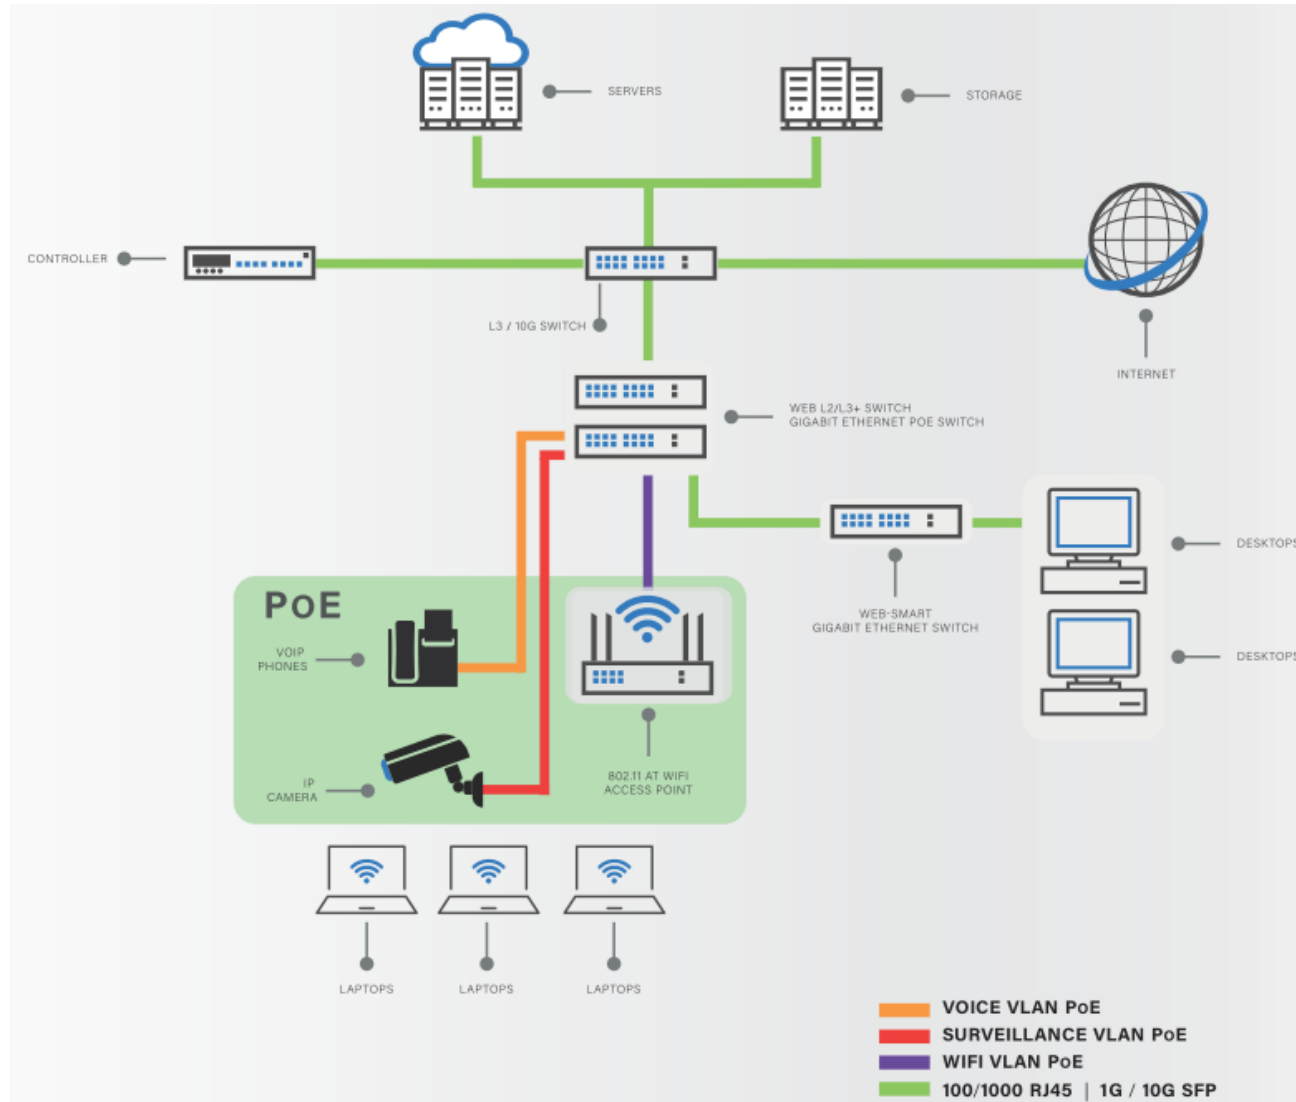 SERVERS
STORAGE
CONTROLLER
L3 / 10G SWITCH
INTERNET
WEB L2/L3+ SWITCH
GIGABIT ETHERNET POE SWITCH
DESKTOPS
WEB-SMART
GIGABIT ETHERNET SWITCH
DESKTOPS
PoE
VOIP
PHONES
IP
CAMERA
802.11 AT WIFI
ACCESS POINT
LAPTOPS
LAPTOPS
LAPTOPS
VOICE VLAN PoE
SURVEILLANCE VLAN PoE
WIFI VLAN PoE
100/1000 RJ45 | 1G / 10G SFP